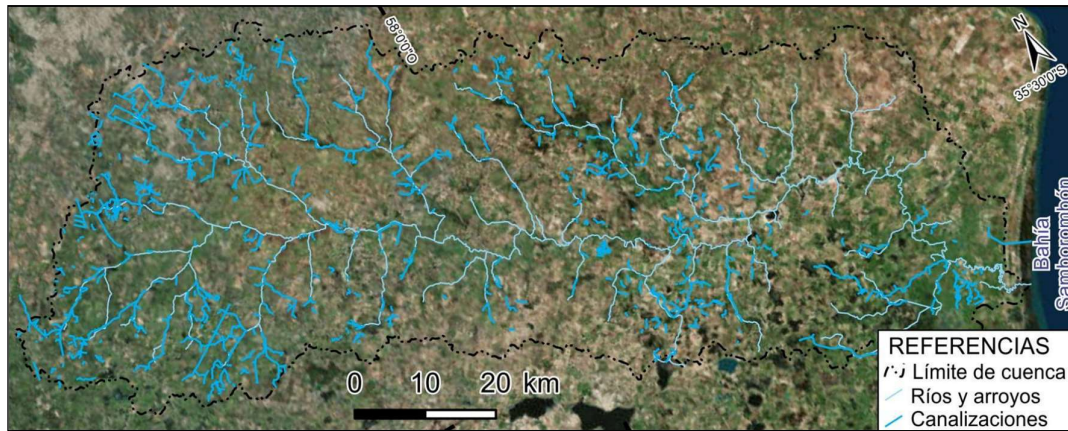 58°0'0"O
N
35°30'0"S
Bahía
Samborombón
0 10 20 km
REFERENCIAS
Límite de cuenca
Ríos y arroyos
Canalizaciones